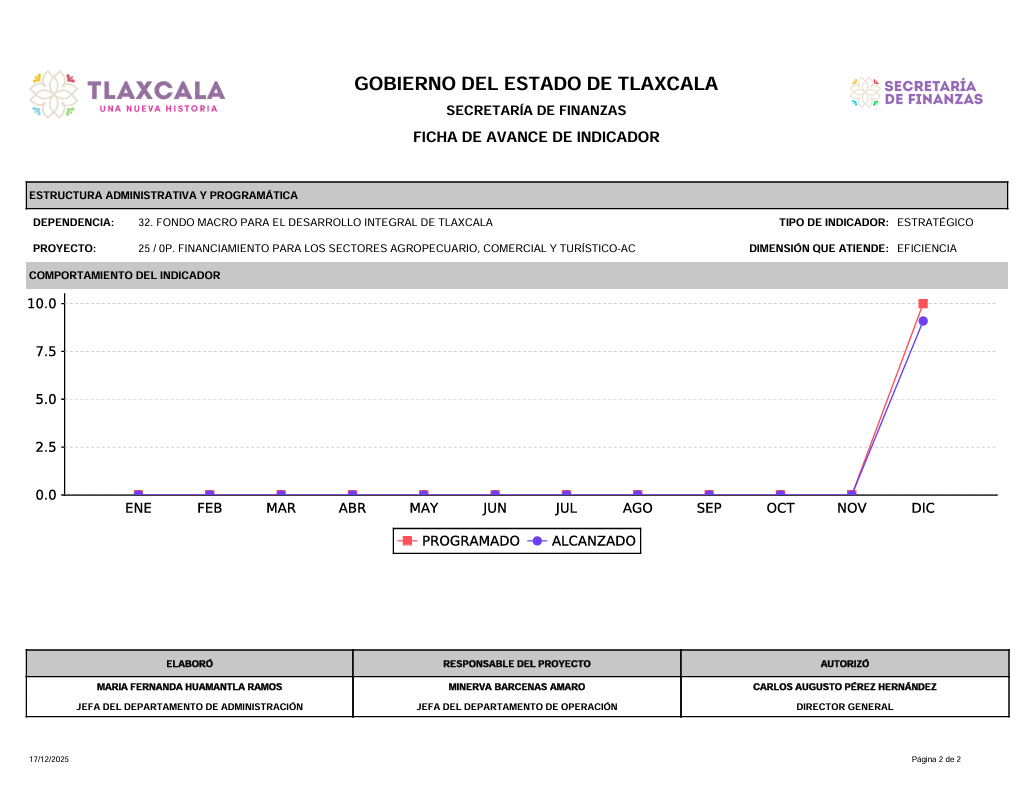 TLAXCALA
UNA NUEVA HISTORIA
GOBIERNO DEL ESTADO DE TLAXCALA
SECRETARÍA DE FINANZAS
FICHA DE AVANCE DE INDICADOR
SECRETARÍA
DE FINANZAS
ESTRUCTURA ADMINISTRATIVA Y PROGRAMÁTICA
DEPENDENCIA: 32. FONDO MACRO PARA EL DESARROLLO INTEGRAL DE TLAXCALA TIPO DE INDICADOR: ESTRATÉGICO
PROYECTO: 25 / 0P. FINANCIAMIENTO PARA LOS SECTORES AGROPECUARIO, COMERCIAL Y TURÍSTICO-AC DIMENSIÓN QUE ATIENDE: EFICIENCIA
COMPORTAMIENTO DEL INDICADOR
10.0
7.5
5.0
2.5
0.0
ENE FEB MAR ABR MAY JUN JUL AGO SEP OCT NOV DIC
PROGRAMADO ALCANZADO
ELABORÓ RESPONSABLE DEL PROYECTO AUTORIZÓ
MARIA FERNANDA HUAMANTLA RAMOS MINERVA BARCENAS AMARO CARLOS AUGUSTO PÉREZ HERNÁNDEZ
JEFA DEL DEPARTAMENTO DE ADMINISTRACIÓN JEFA DEL DEPARTAMENTO DE OPERACIÓN DIRECTOR GENERAL
17/12/2025 Página 2 de 2